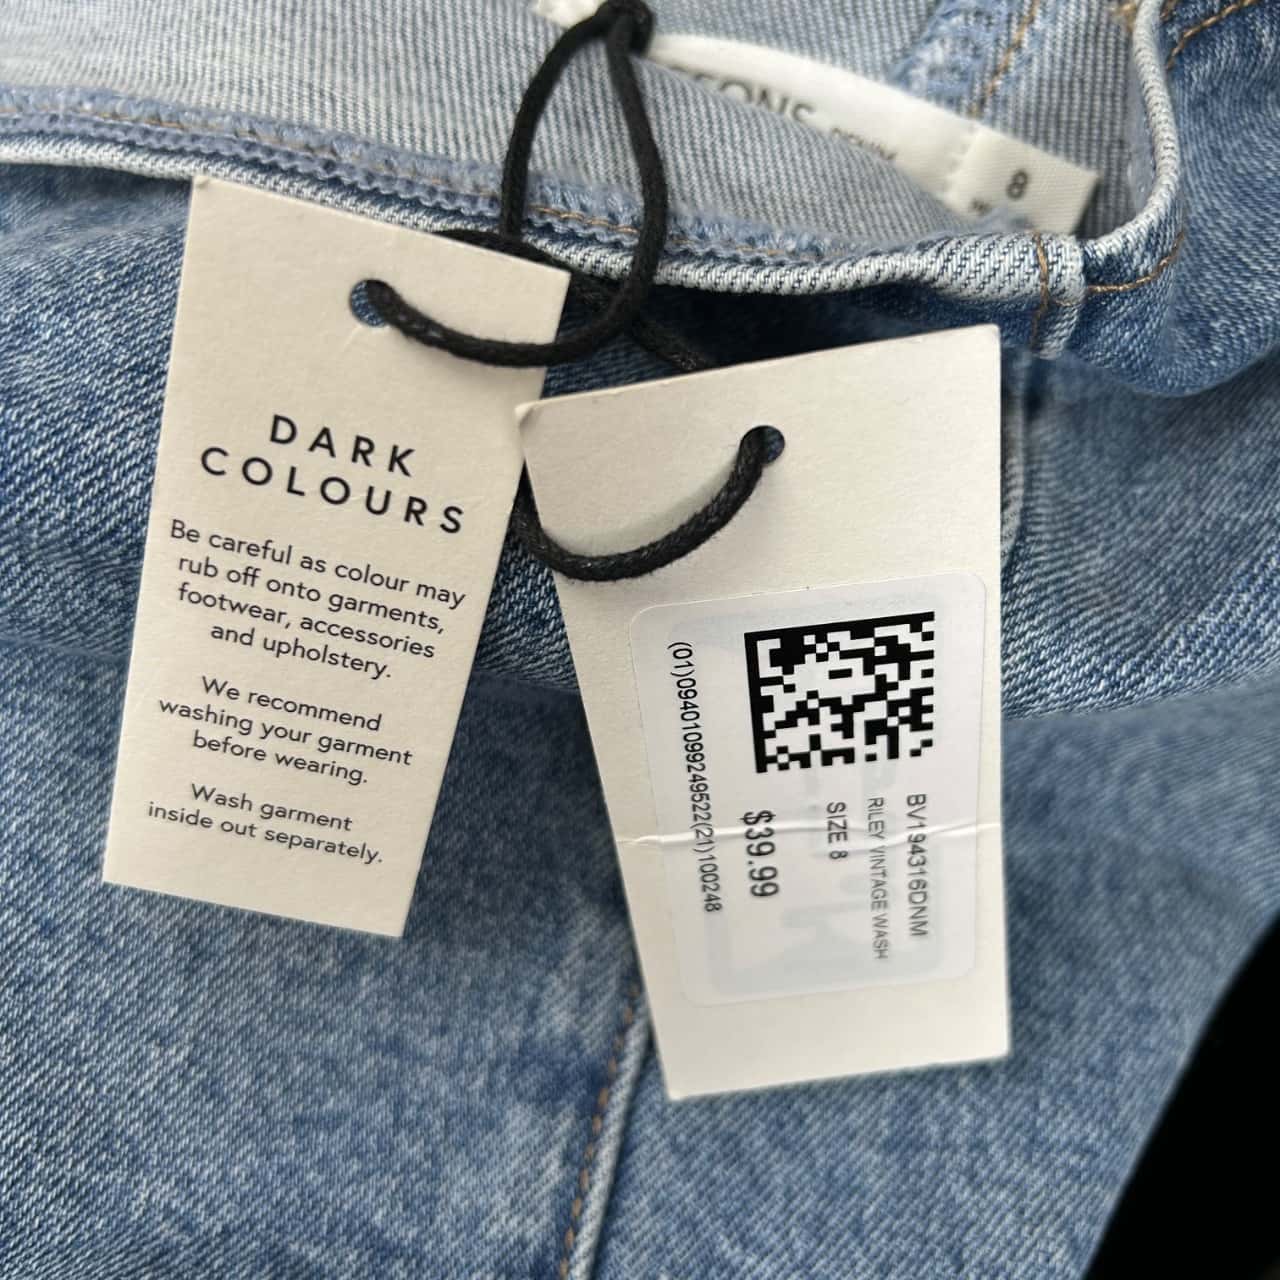 8
DARK
COLOURS
Be careful as colour may
rub off onto garments,
footwear, accessories
and upholstery.
We recommend
washing your garment
before wearing.
Wash garment
inside out separately.
BV194316DNM
RILEY VINTAGE WASH
SIZE 8
$39.99
(01)09401099249522(21)100248